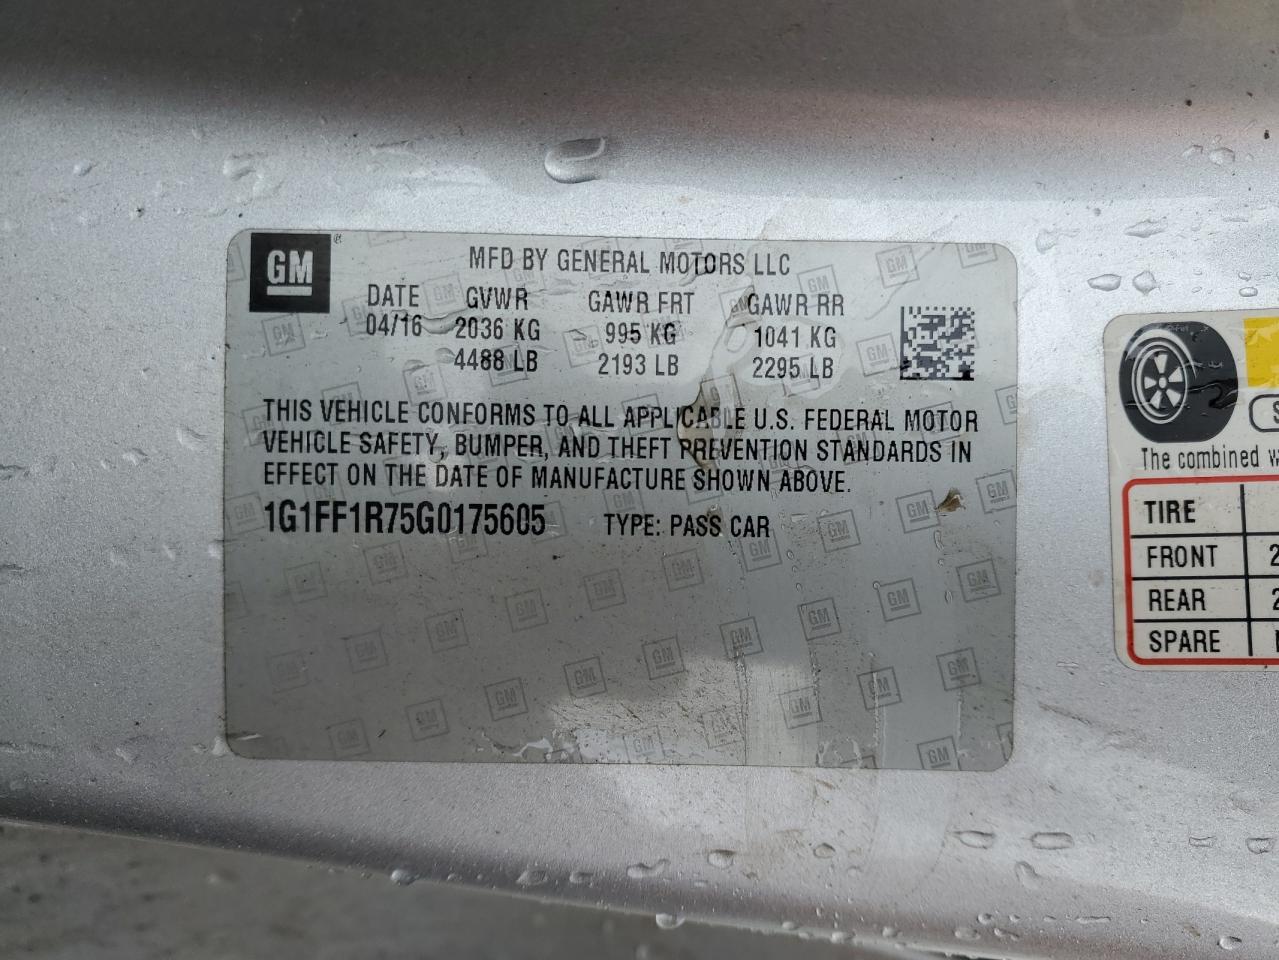 GM
MFD BY GENERAL MOTORS LLC
DATE GVWR GAWR FRT GAWR RR
04/16 2036 KG 995 KG 1041 KG
4488 LB 2193 LB 2295 LB
THIS VEHICLE CONFORMS TO ALL APPLICABLE U.S. FEDERAL MOTOR
VEHICLE SAFETY, BUMPER, AND THEFT PREVENTION STANDARDS IN
EFFECT ON THE DATE OF MANUFACTURE SHOWN ABOVE.
1G1FF1R75G0175605 TYPE: PASS CAR
The combined
TIRE
FRONT 2
REAR 2
SPARE